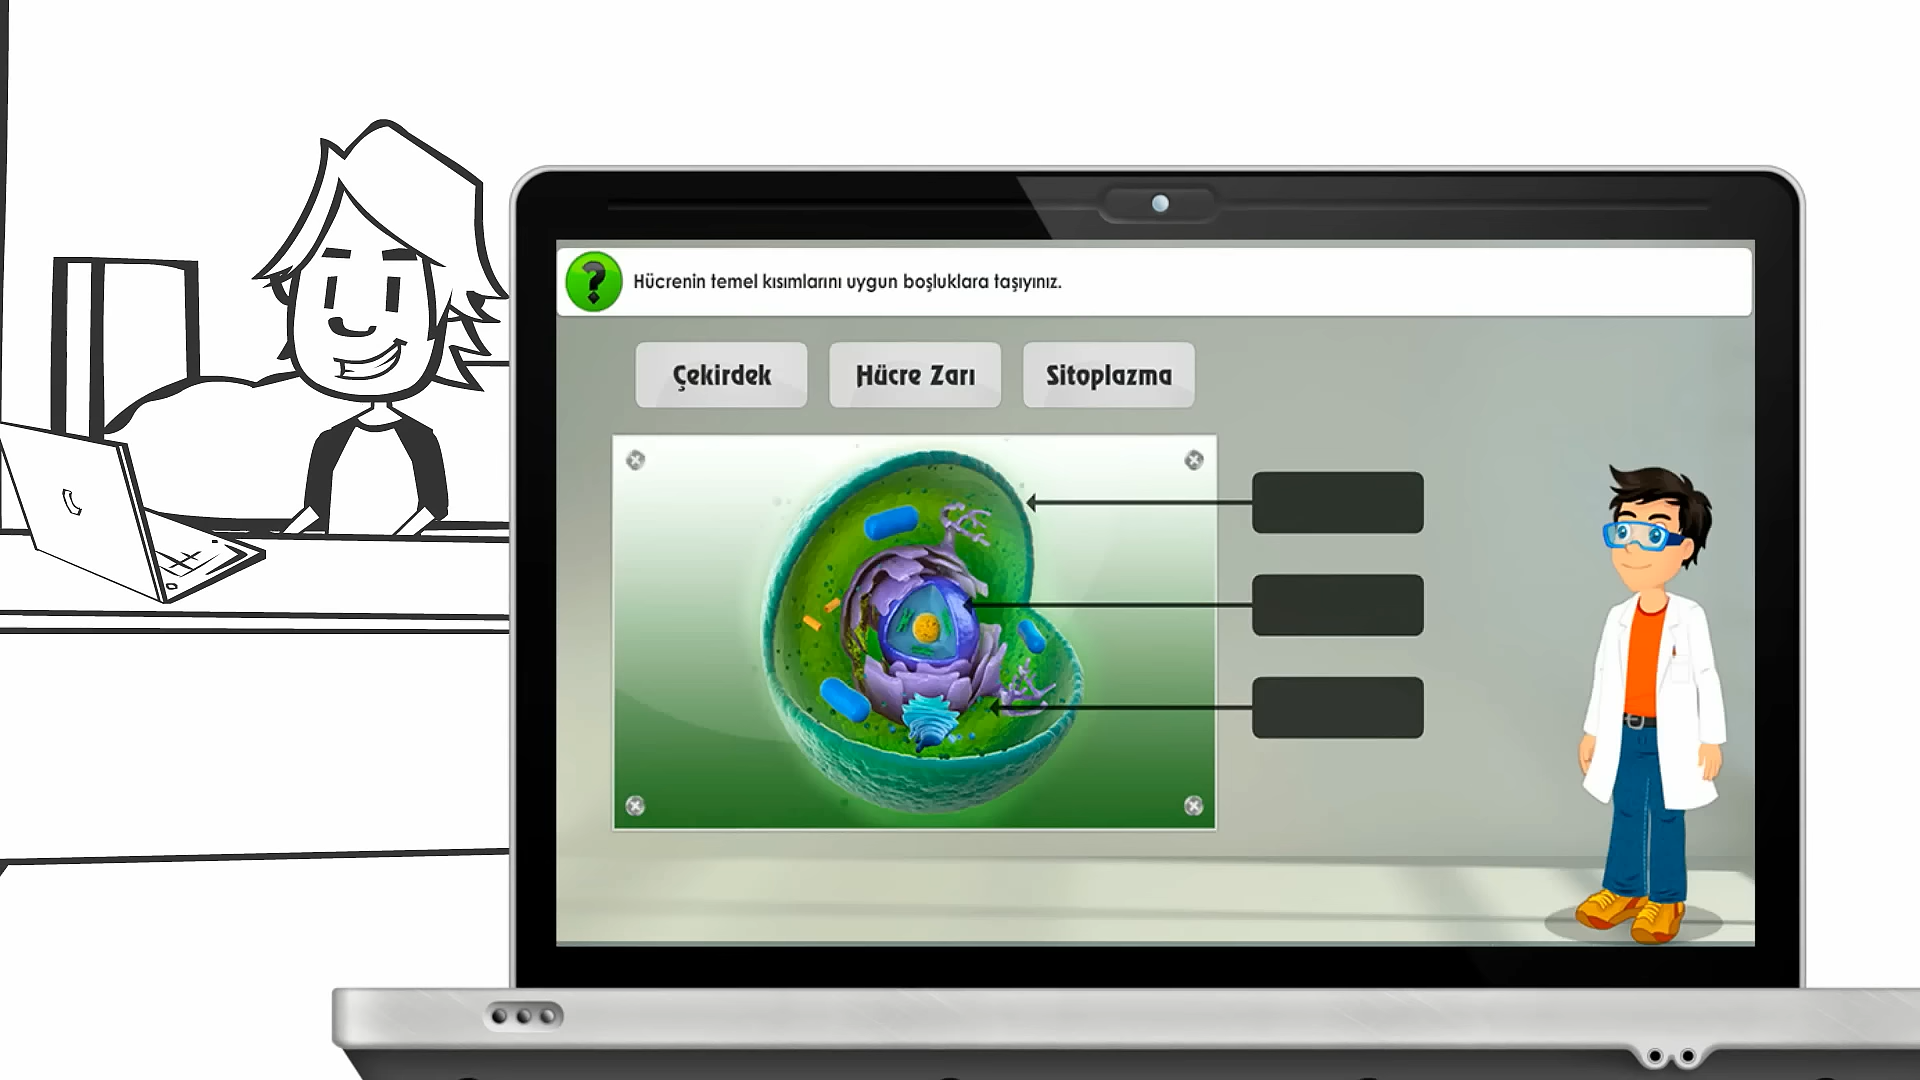 Hücrenin temel kısımlarını uygun boşluklara taşıyınız.
Çekirdek
Hücre Zarı
Sitoplazma